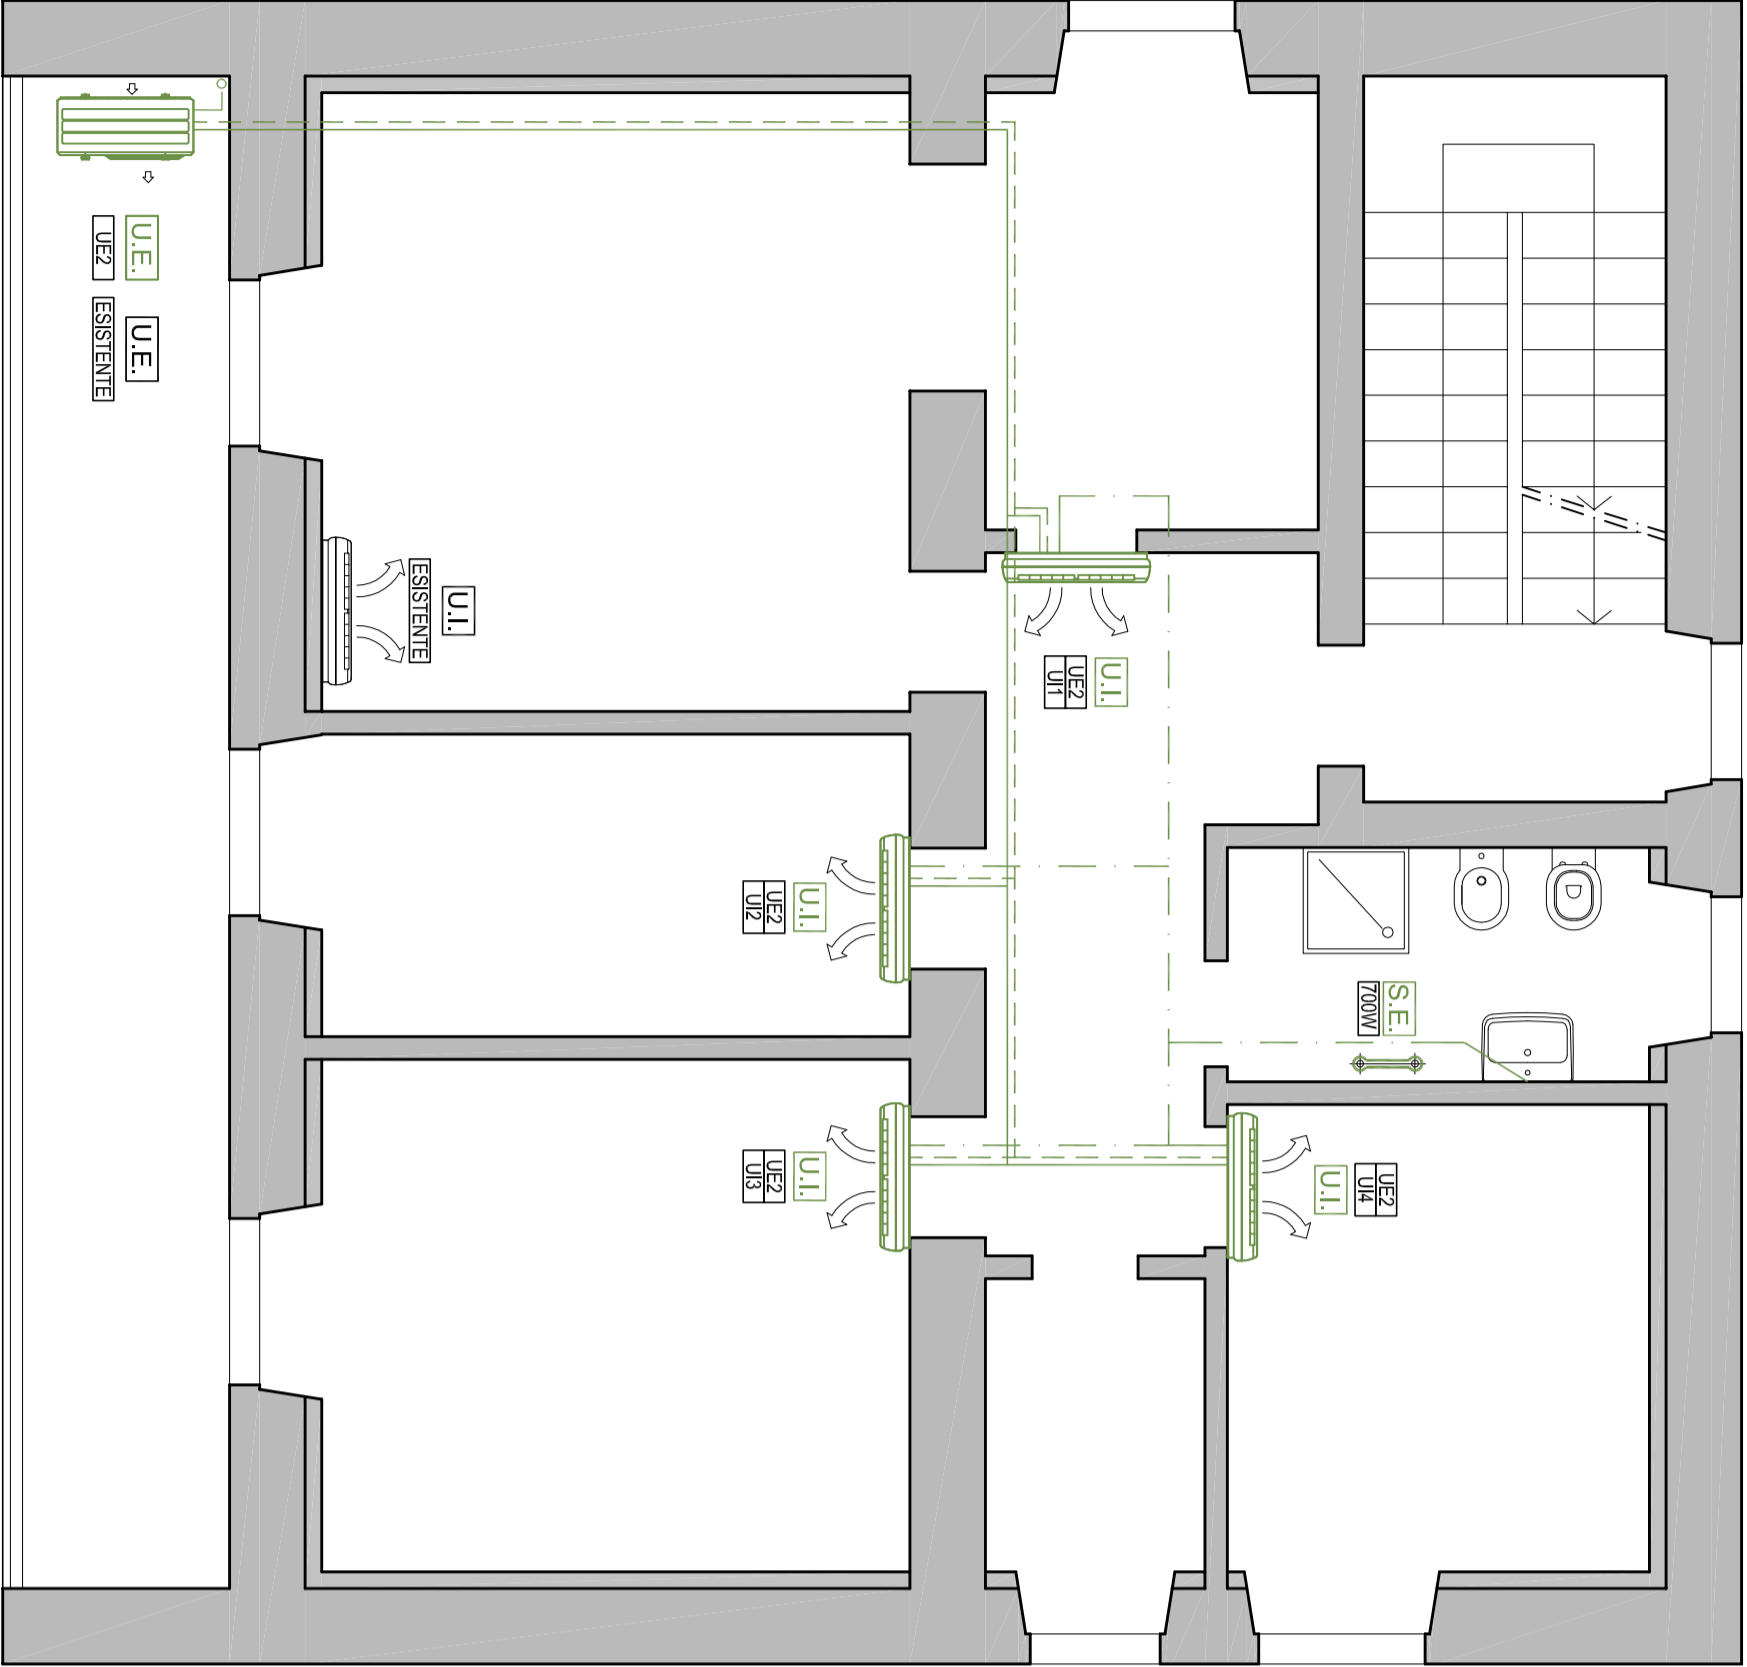 U.E.
UE2
U.E.
ESISTENTE
U.I.
ESISTENTE
U.I.
UE2
UI1
U.I.
UE2
UI2
S.E.
700W
U.I.
UE2
UI3
UE2
UI4
U.I.